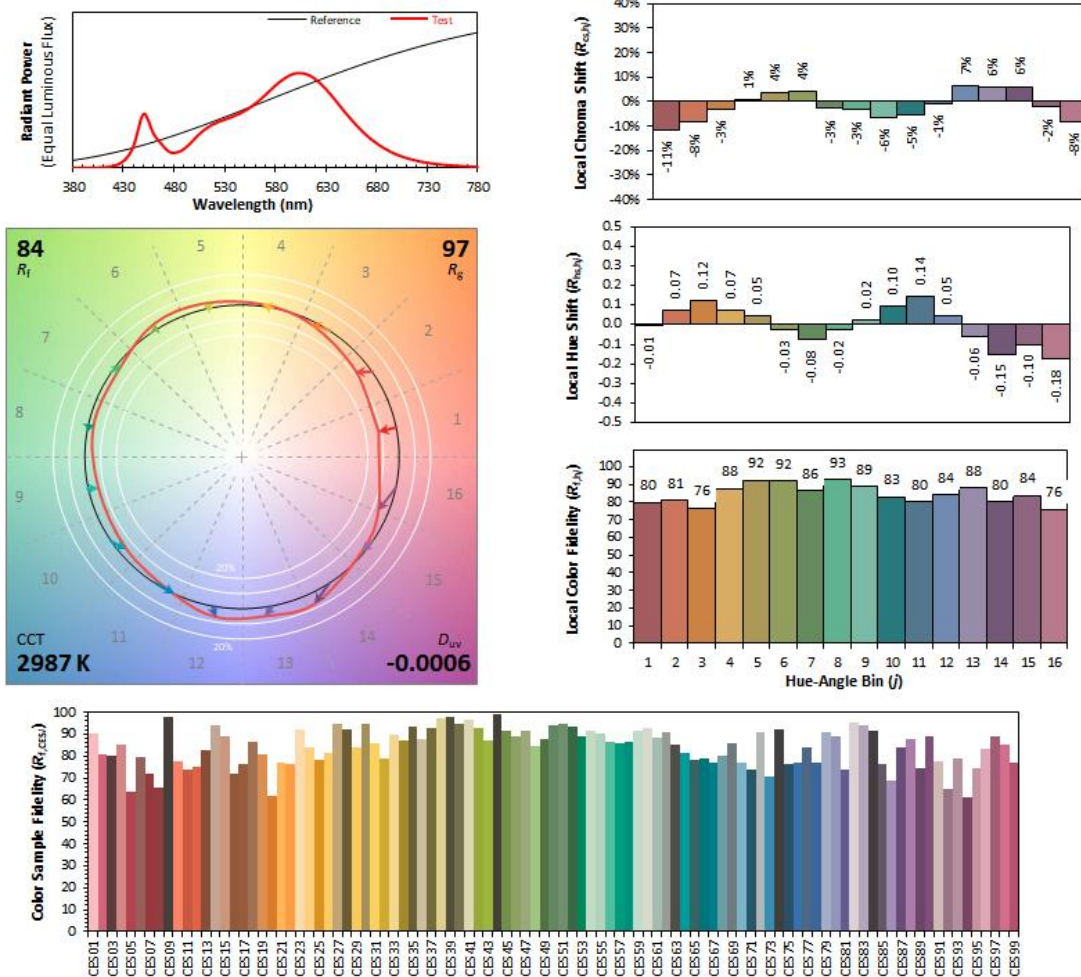 Radiant Power
(Equal Luminous Flux)
Reference
Test
380 430 480 530 580 630 680 730 780
Wavelength (nm)
Local Chroma Shift (Rcs,hj)
40%
30%
20%
10%
0%
-10%
-20%
-30%
-40%
-11% -8% -3% 1% 4% 4% -3% -3% -6% -5% -1% 7% 6% 6% -2% -8%
84
Rf
97
Rg
5 4
6 3
7 2
8 1
9 16
10 15
11 14
12 13
20%
20%
CCT
2987 K
Duv
-0.0006
Local Hue Shift (Rhs,hj)
0.5
0.4
0.3
0.2
0.1
0.0
-0.1
-0.2
-0.3
-0.4
-0.5
-0.01 0.07 0.12 0.07 0.05 -0.03 -0.08 -0.02 0.02 0.10 0.14 0.05 -0.06 -0.15 -0.10 -0.18
Local Color Fidelity (Rf,hj)
100
90
80
70
60
50
40
30
20
10
0
80 81 76 88 92 92 86 93 89 83 80 84 88 80 84 76
1 2 3 4 5 6 7 8 9 10 11 12 13 14 15 16
Hue-Angle Bin (j)
Color Sample Fidelity (Rf,CESi)
100
90
80
70
60
50
40
30
20
10
0
CES01 CES03 CES05 CES07 CES09 CES11 CES13 CES15 CES17 CES19 CES21 CES23 CES25 CES27 CES29 CES31 CES33 CES35 CES37 CES39 CES41 CES43 CES45 CES47 CES49 CES51 CES53 CES55 CES57 CES59 CES61 CES63 CES65 CES67 CES69 CES71 CES73 CES75 CES77 CES79 CES81 CES83 CES85 CES87 CES89 CES91 CES93 CES95 CES97 CES99